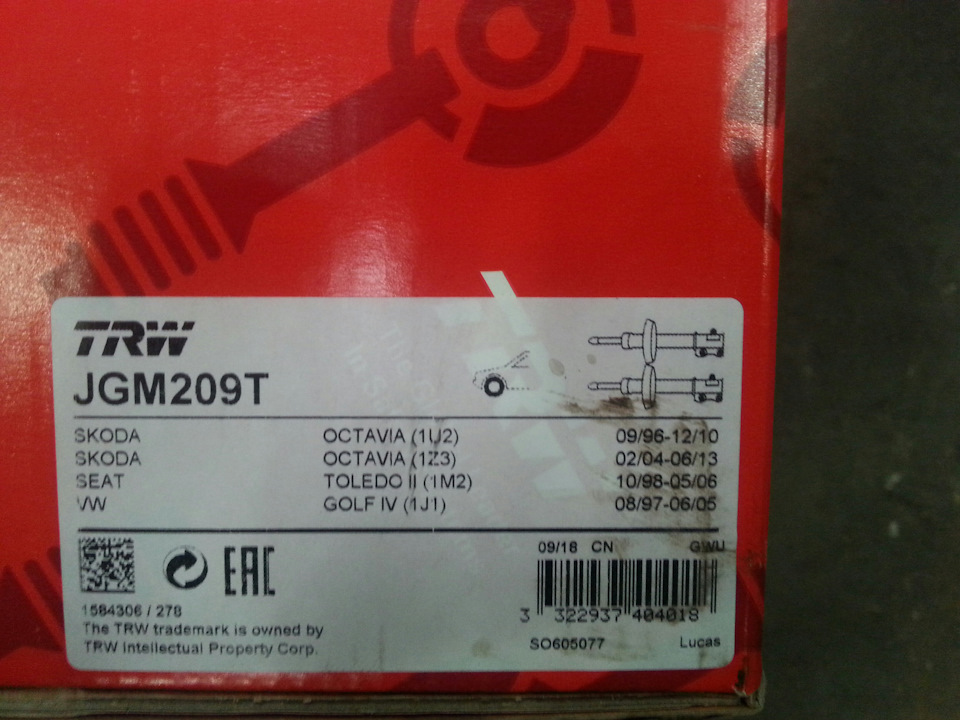 TRW
JGM209T
SKODA OCTAVIA (1U2) 09/96-12/10
SKODA OCTAVIA (1Z3) 02/04-06/13
SEAT TOLEDO II (1M2) 10/98-05/06
VW GOLF IV (1J1) 08/97-06/05
09/18 CN GWU
EAC
3 322937 404018
1584306 / 278
The TRW trademark is owned by
TRW Intellectual Property Corp.
SO605077 Lucas